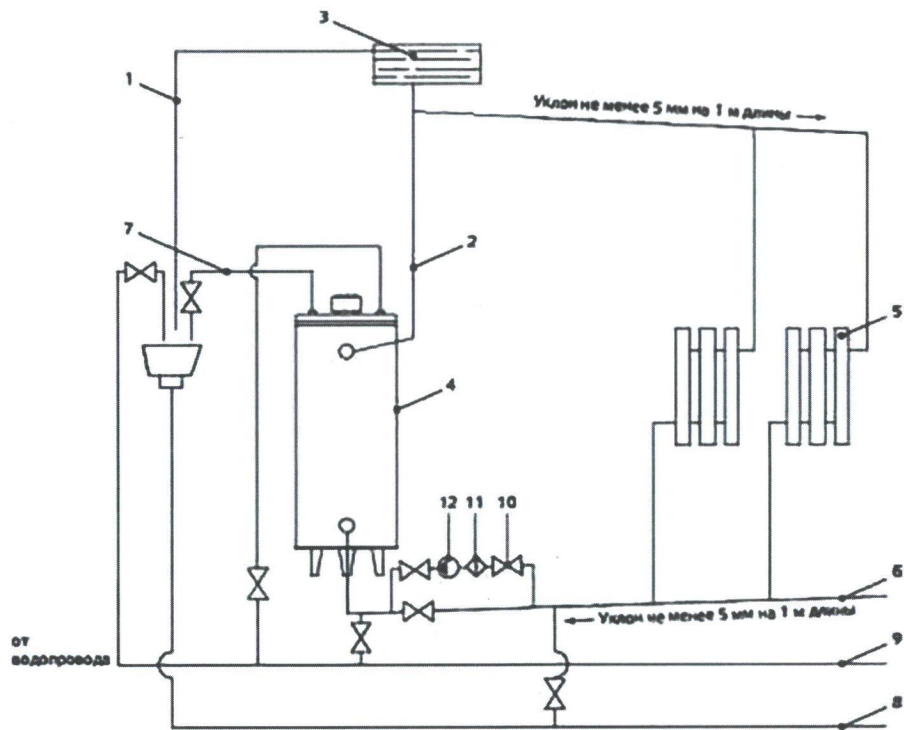 3
1
Уклон не менее 5 мм на 1 м длины
7
2
5
4
12 11 10
6
Уклон не менее 5 мм на 1 м длины
от
водопровода
9
8